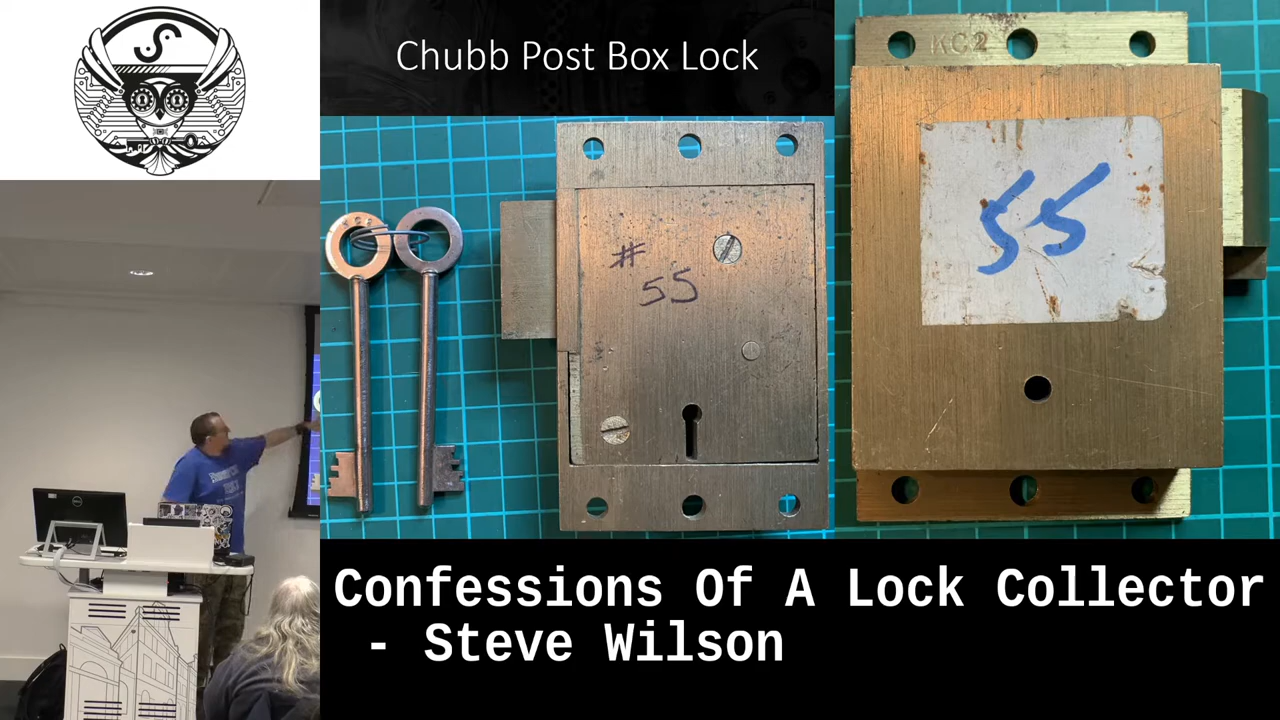 Chubb Post Box Lock
KC2
55
#
55
Confessions Of A Lock Collector
- Steve Wilson